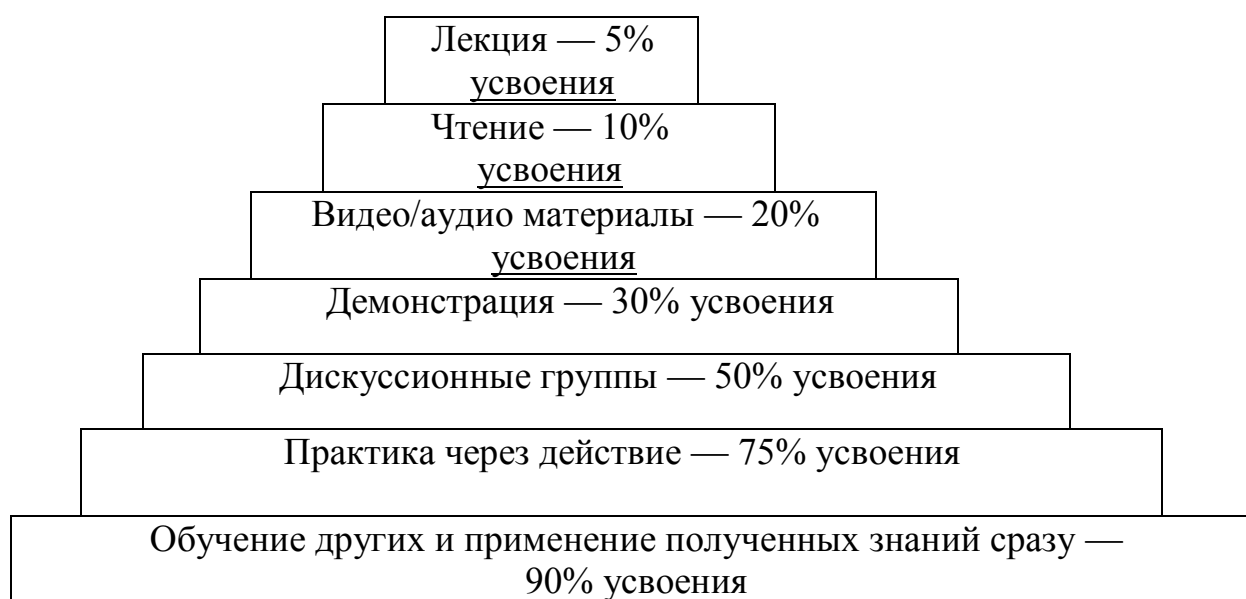 Лекция — 5%
усвоения
Чтение — 10%
усвоения
Видео/аудио материалы — 20%
усвоения
Демонстрация — 30% усвоения
Дискуссионные группы — 50% усвоения
Практика через действие — 75% усвоения
Обучение других и применение полученных знаний сразу —
90% усвоения